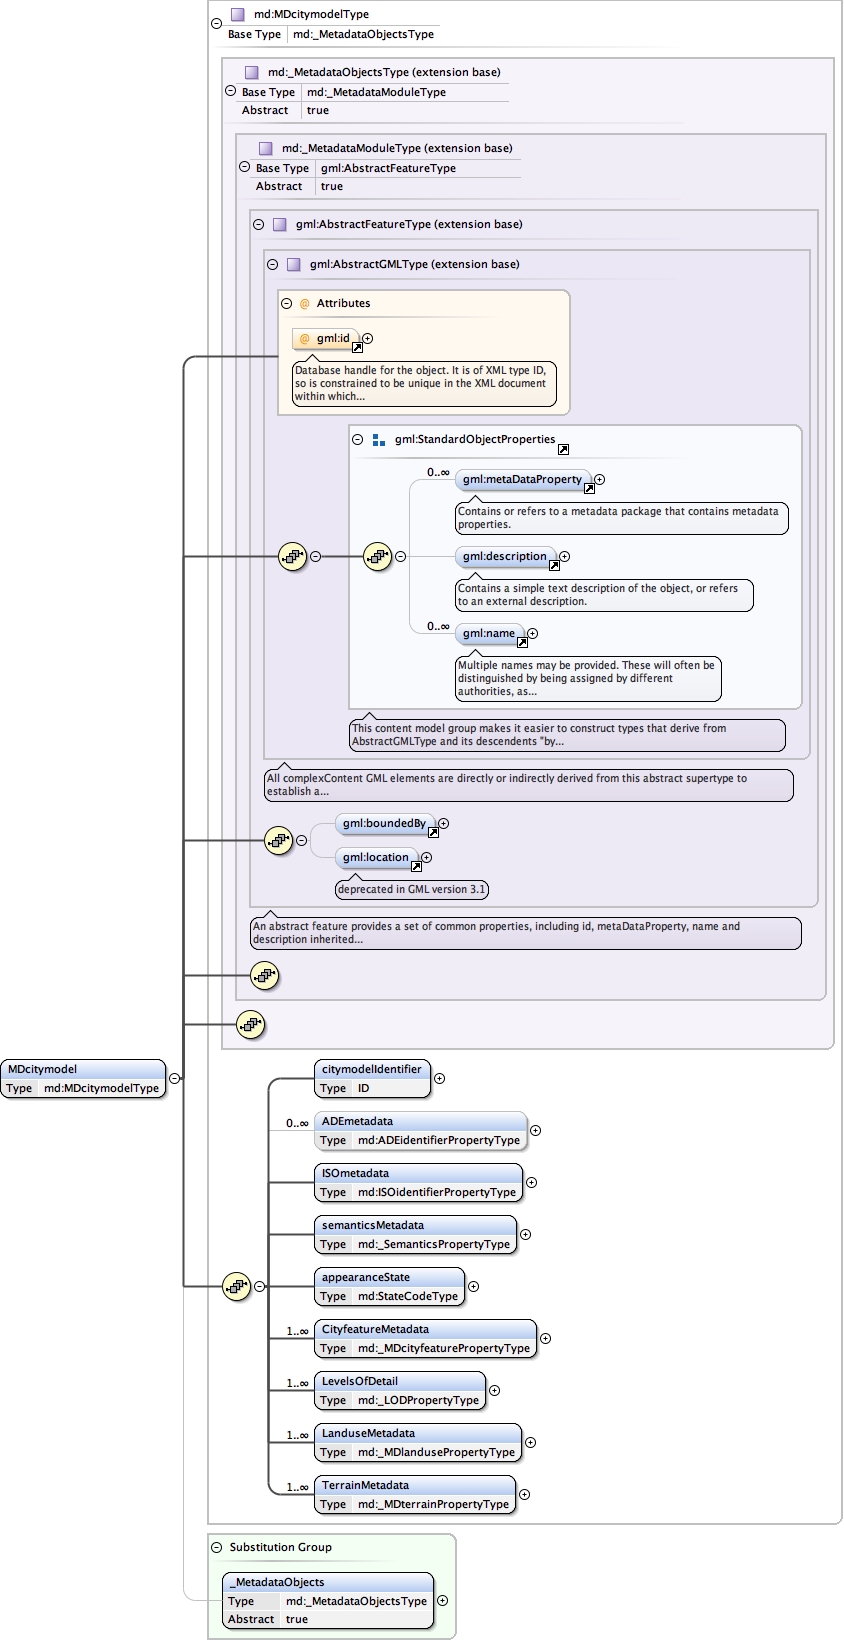 md:MDcitymodelType
Base Type md:_MetadataObjectsType
md:_MetadataObjectsType (extension base)
Base Type md:_MetadataModuleType
Abstract true
md:_MetadataModuleType (extension base)
Base Type gml:AbstractFeatureType
Abstract true
gml:AbstractFeatureType (extension base)
gml:AbstractGMLType (extension base)
@ Attributes
@ gml:id
Database handle for the object. It is of XML type ID,
so is constrained to be unique in the XML document
within which...
gml:StandardObjectProperties
0..∞
gml:metaDataProperty
Contains or refers to a metadata package that contains metadata
properties.
gml:description
Contains a simple text description of the object, or refers
to an external description.
0..∞
gml:name
Multiple names may be provided. These will often be
distinguished by being assigned by different
authorities, as...
This content model group makes it easier to construct types that derive from
AbstractGMLType and its descendents "by...
All complexContent GML elements are directly or indirectly derived from this abstract supertype to
establish a...
gml:boundedBy
gml:location
deprecated in GML version 3.1
An abstract feature provides a set of common properties, including id, metaDataProperty, name and
description inherited...
MDcitymodel
Type md:MDcitymodelType
citymodelIdentifier
Type ID
0..∞
ADEmetadata
Type md:ADEidentifierPropertyType
ISOmetadata
Type md:ISOidentifierPropertyType
semanticsMetadata
Type md:_SemanticsPropertyType
appearanceState
Type md:StateCodeType
1..∞
CityfeatureMetadata
Type md:_MDcityfeaturePropertyType
1..∞
LevelsOfDetail
Type md:_LODPropertyType
1..∞
LanduseMetadata
Type md:_MDlandusePropertyType
1..∞
TerrainMetadata
Type md:_MDterrainPropertyType
Substitution Group
_MetadataObjects
Type md:_MetadataObjectsType
Abstract true